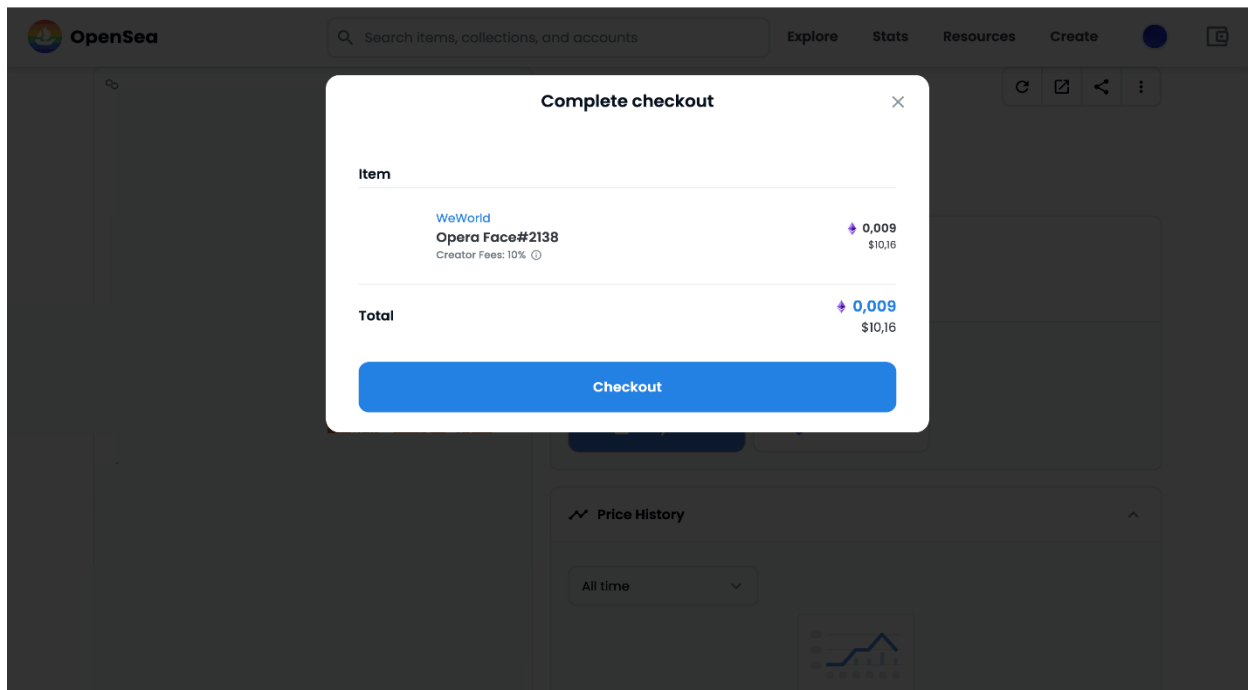 OpenSea
Search items, collections, and accounts
Explore
Stats
Resources
Create
Complete checkout
Item
WeWorld
Opera Face#2138
Creator Fees: 10%
0,009
$10,16
Total
0,009
$10,16
Checkout
Price History
All time